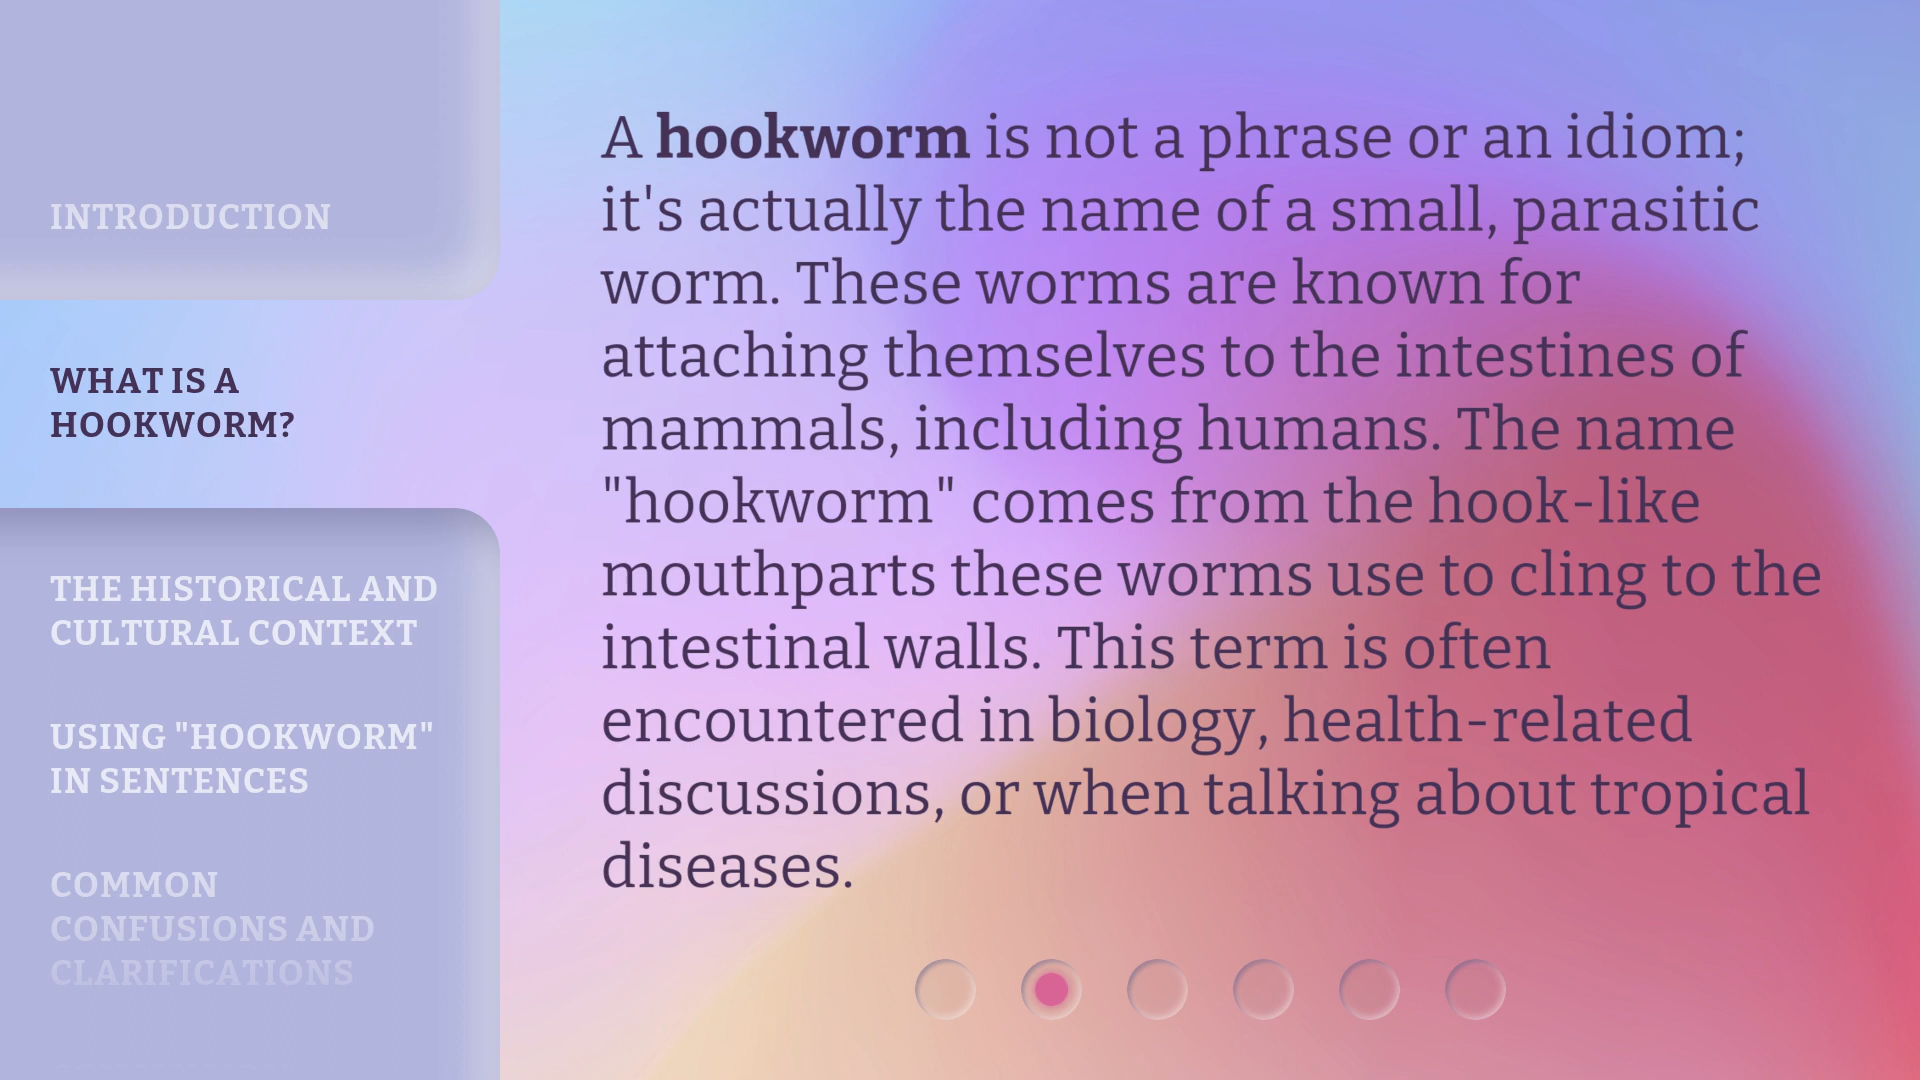 INTRODUCTION
WHAT IS A
HOOKWORM?
THE HISTORICAL AND
CULTURAL CONTEXT
USING "HOOKWORM"
IN SENTENCES
COMMON
CONFUSIONS AND
CLARIFICATIONS
A hookworm is not a phrase or an idiom;
it's actually the name of a small, parasitic
worm. These worms are known for
attaching themselves to the intestines of
mammals, including humans. The name
"hookworm" comes from the hook-like
mouthparts these worms use to cling to the
intestinal walls. This term is often
encountered in biology, health-related
discussions, or when talking about tropical
diseases.